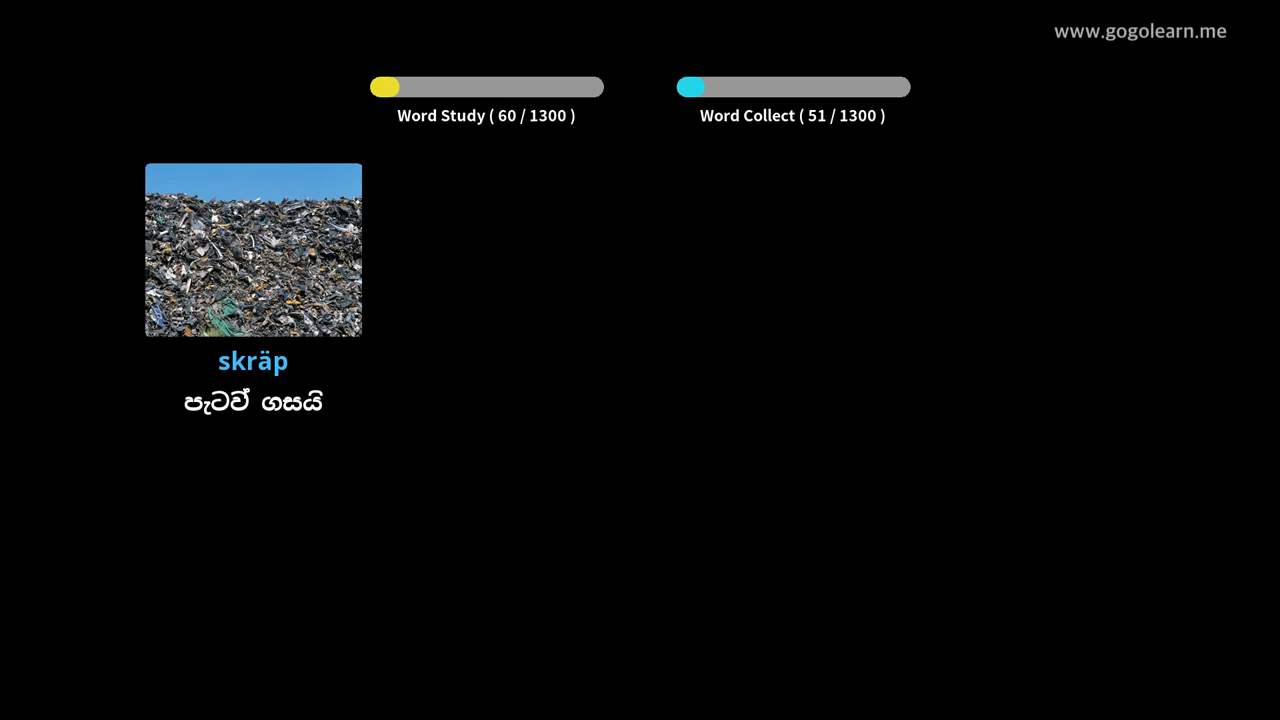 www.gogolearn.me
Word Study ( 60 / 1300 )
Word Collect ( 51 / 1300 )
skräp
පැටව් ගසයි